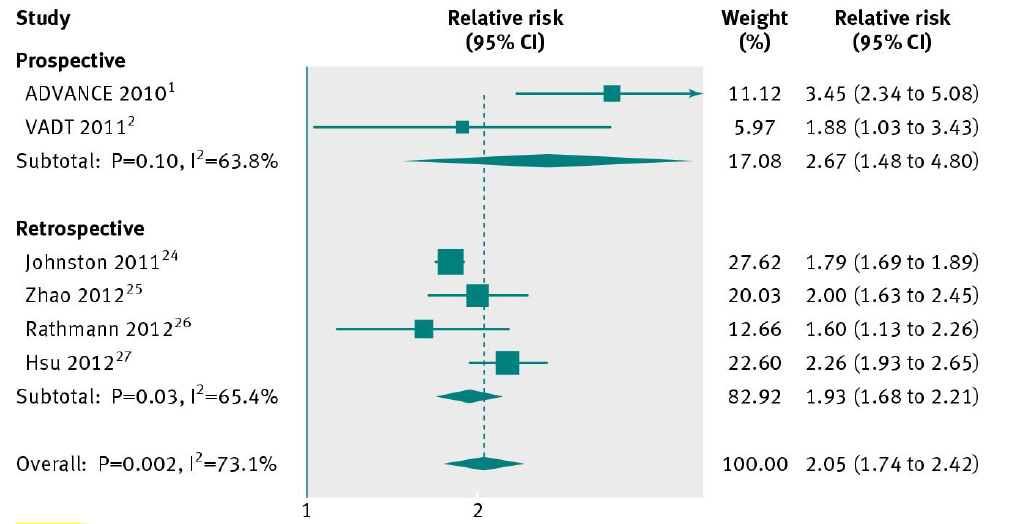 Study Relative risk (95% CI) Weight (%) Relative risk (95% CI)
Prospective
ADVANCE 2010¹ 11.12 3.45 (2.34 to 5.08)
VADT 2011² 5.97 1.88 (1.03 to 3.43)
Subtotal: P=0.10, I²=63.8% 17.08 2.67 (1.48 to 4.80)
Retrospective
Johnston 2011²⁴ 27.62 1.79 (1.69 to 1.89)
Zhao 2012²⁵ 20.03 2.00 (1.63 to 2.45)
Rathmann 2012²⁶ 12.66 1.60 (1.13 to 2.26)
Hsu 2012²⁷ 22.60 2.26 (1.93 to 2.65)
Subtotal: P=0.03, I²=65.4% 82.92 1.93 (1.68 to 2.21)
Overall: P=0.002, I²=73.1% 100.00 2.05 (1.74 to 2.42)
1 2